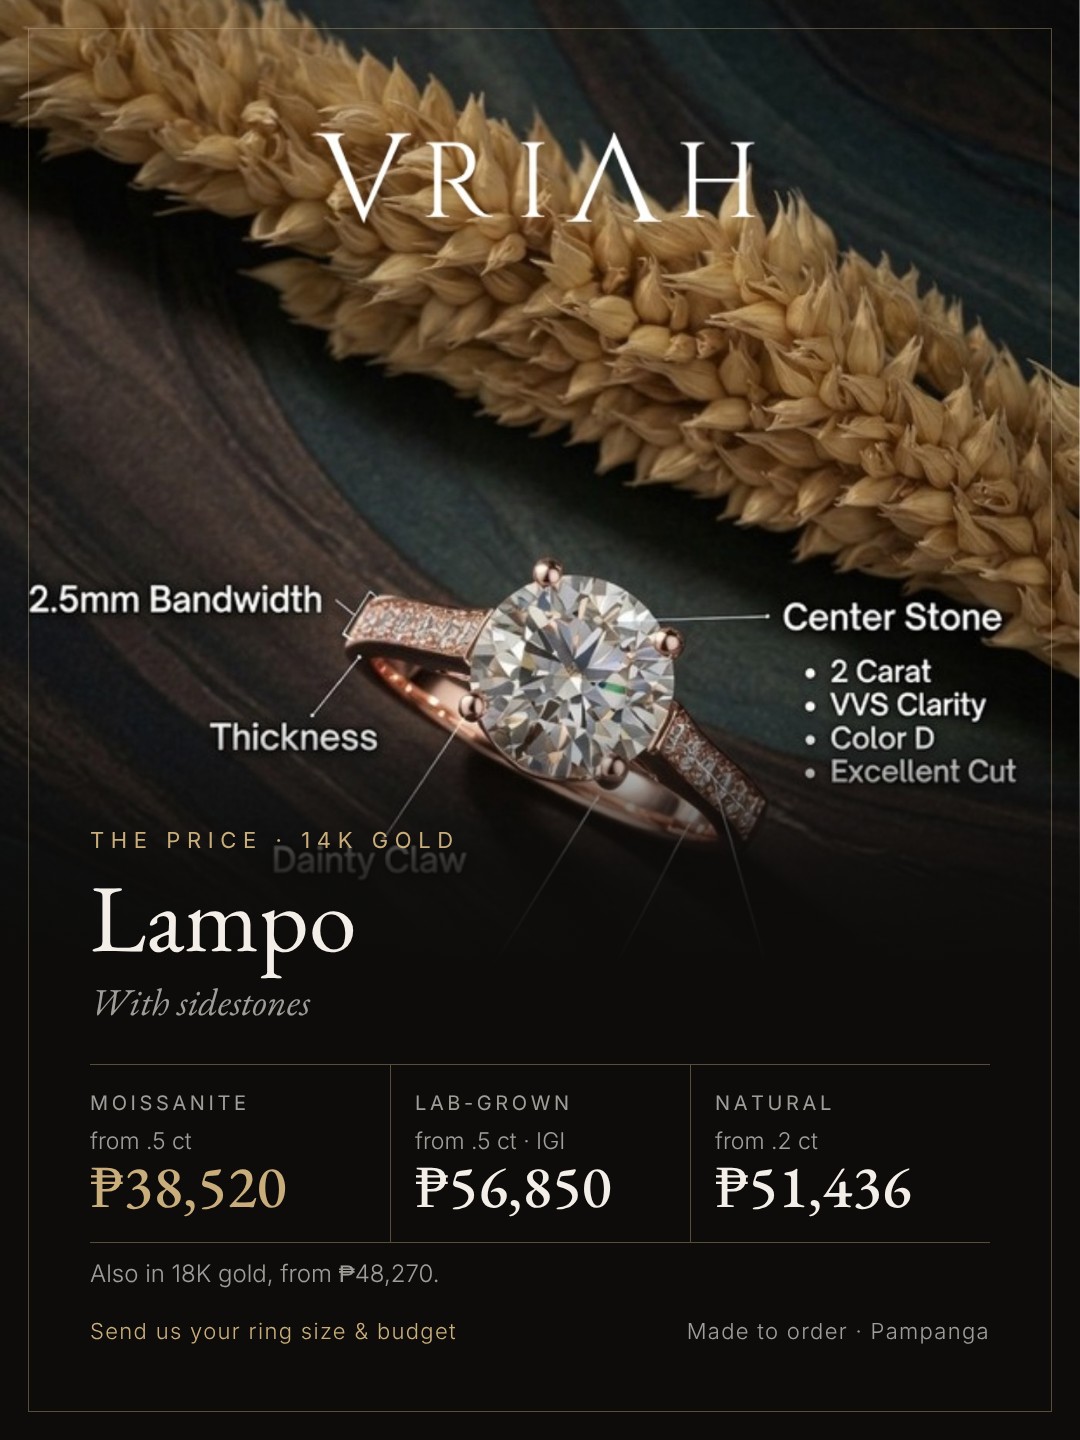 VRIAH
2.5mm Bandwidth
Center Stone
• 2 Carat
• VVS Clarity
• Color D
• Excellent Cut
Thickness
THE PRICE · 14K GOLD
Dainty Claw
Lampo
With sidestones
MOISSANITE
from .5 ct
₱38,520
LAB-GROWN
from .5 ct · IGI
₱56,850
NATURAL
from .2 ct
₱51,436
Also in 18K gold, from ₱48,270.
Send us your ring size & budget
Made to order · Pampanga